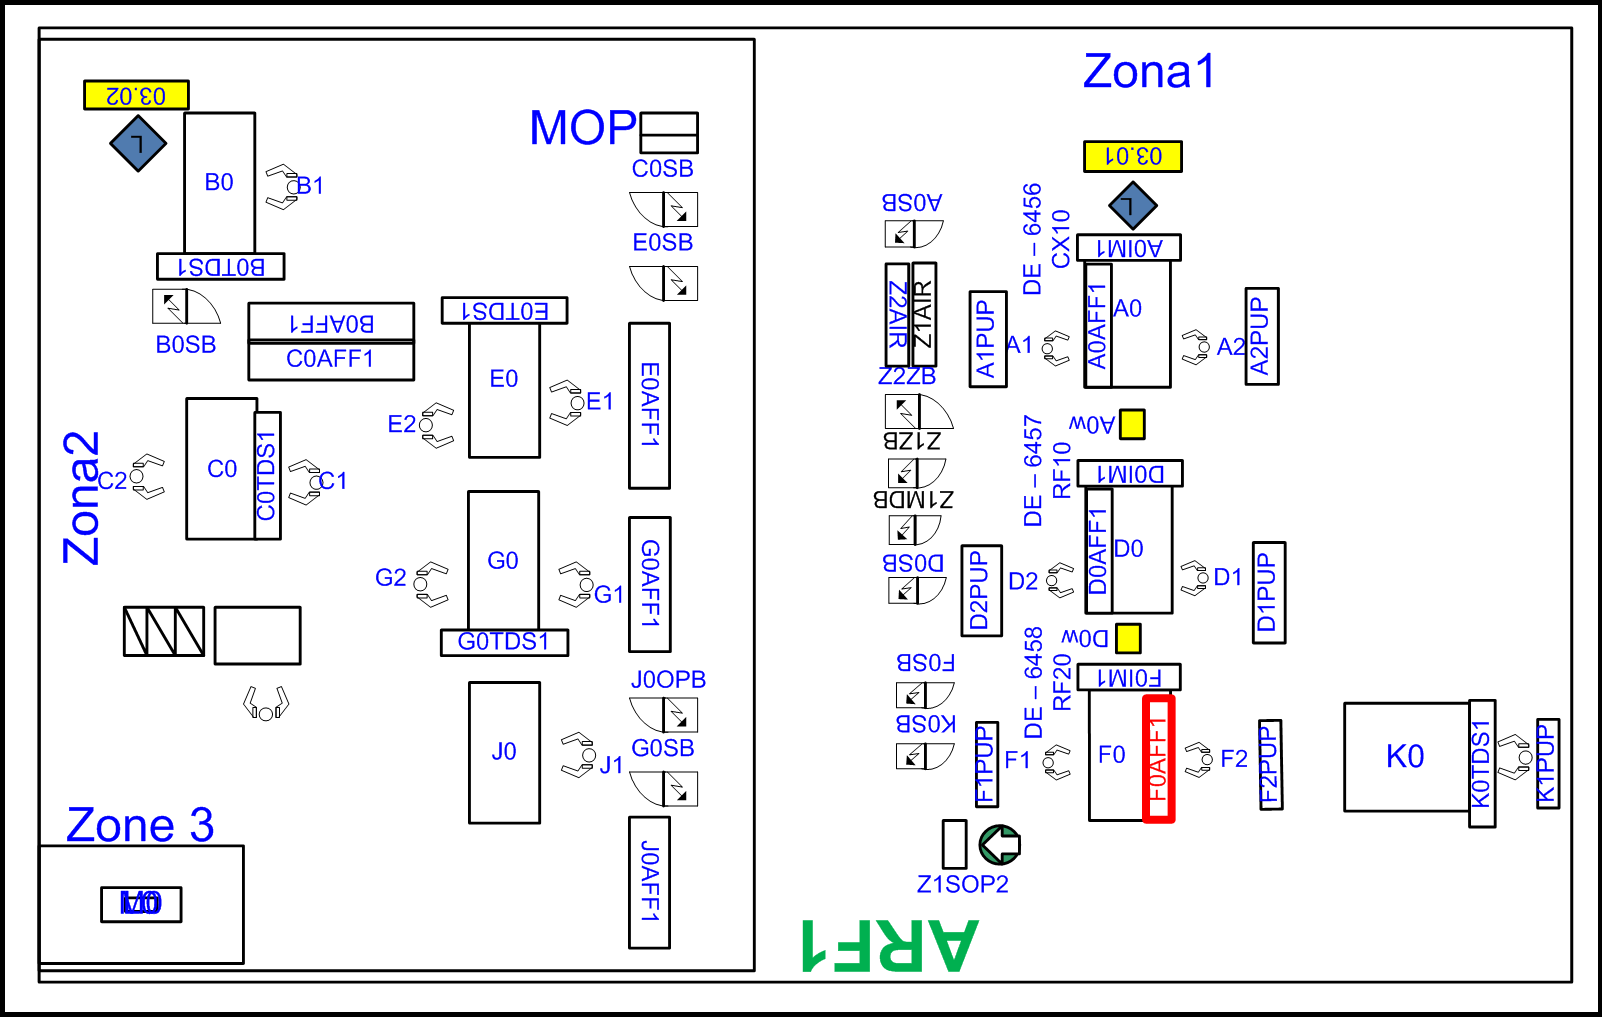 Zona1
03.02
MOP
C0SB
03.01
L
L
B0
B1
E0SB
A0SB
DE – 6456
CX10
A0IM1
B0TDS1
B0SB
B0AFF1
C0AFF1
E0TDS1
E0
E1
E2
E0AFF1
Z2AIR
Z1AIR
A1PUP
A1
A0AFF1
A0
A2
A2PUP
Z2ZB
Z1ZB
Z1MDB
D0SB
A0w
DE – 6457
RF10
D0IM1
Zona2
C2
C0
C0TDS1
C1
G2
G0
G1
G0TDS1
G0AFF1
D2PUP
D2
D0AFF1
D0
D1
D1PUP
D0w
DE – 6458
RF20
F0IM1
F0SB
K0SB
J0OPB
G0SB
J0
J1
J0AFF1
F1PUP
F1
F0
F0AFF1
F2
F2PUP
K0
K0TDS1
K1PUP
Z1SOP2
Zone 3
ARF1